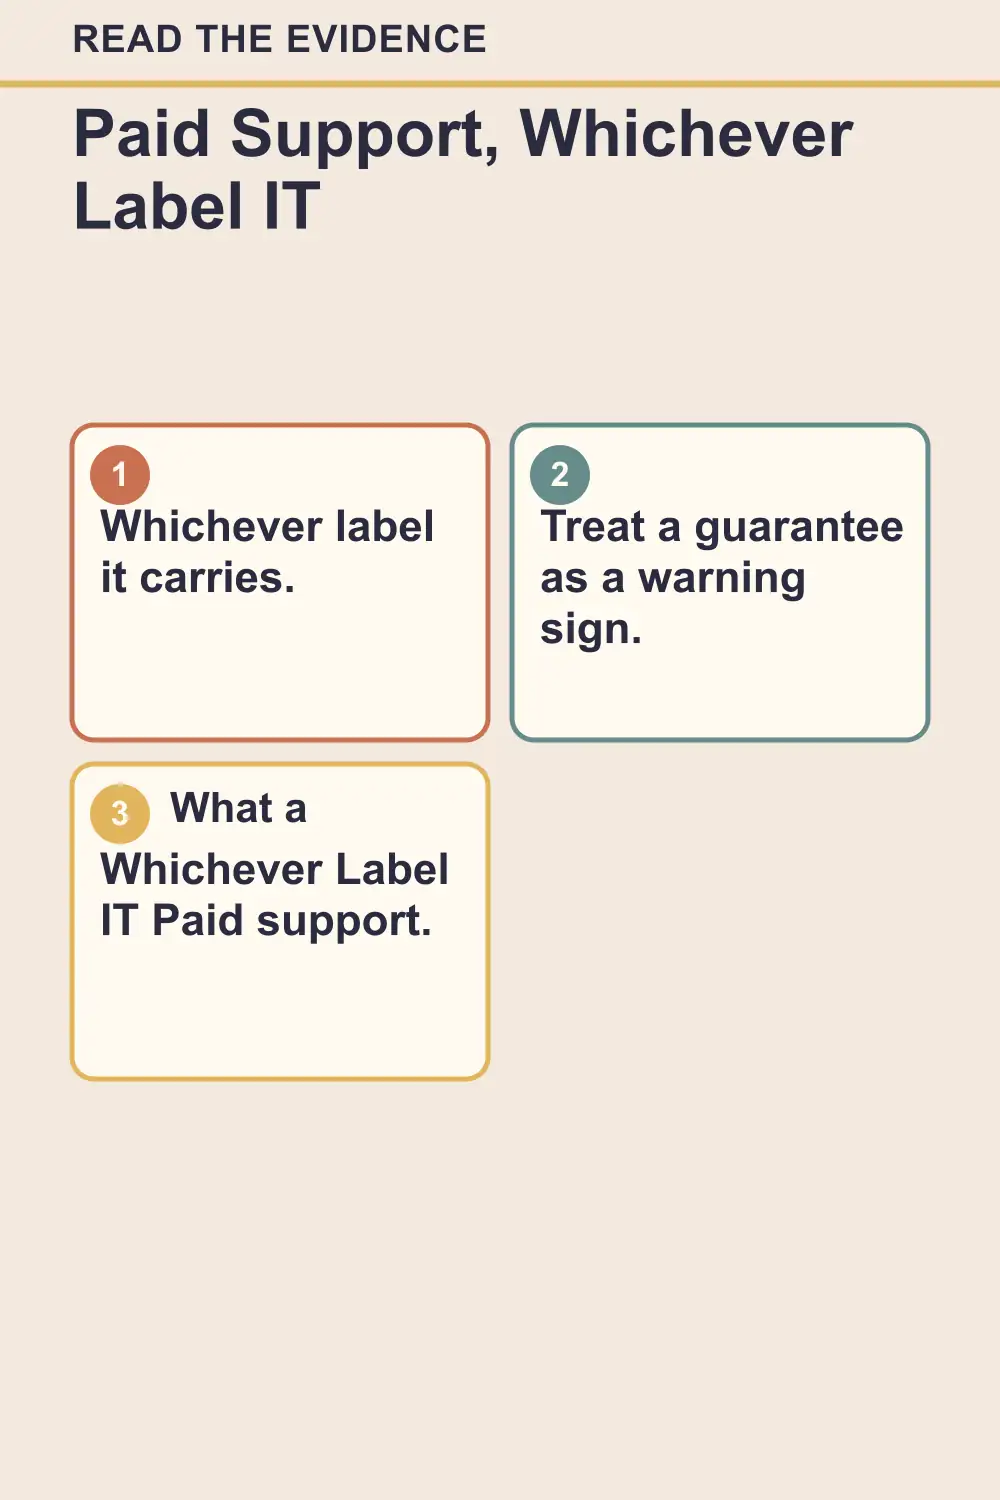 READ THE EVIDENCE
Paid Support, Whichever
Label IT
1
Whichever label
it carries.
2
Treat a guarantee
as a warning
sign.
3
What a
Whichever Label
IT Paid support.